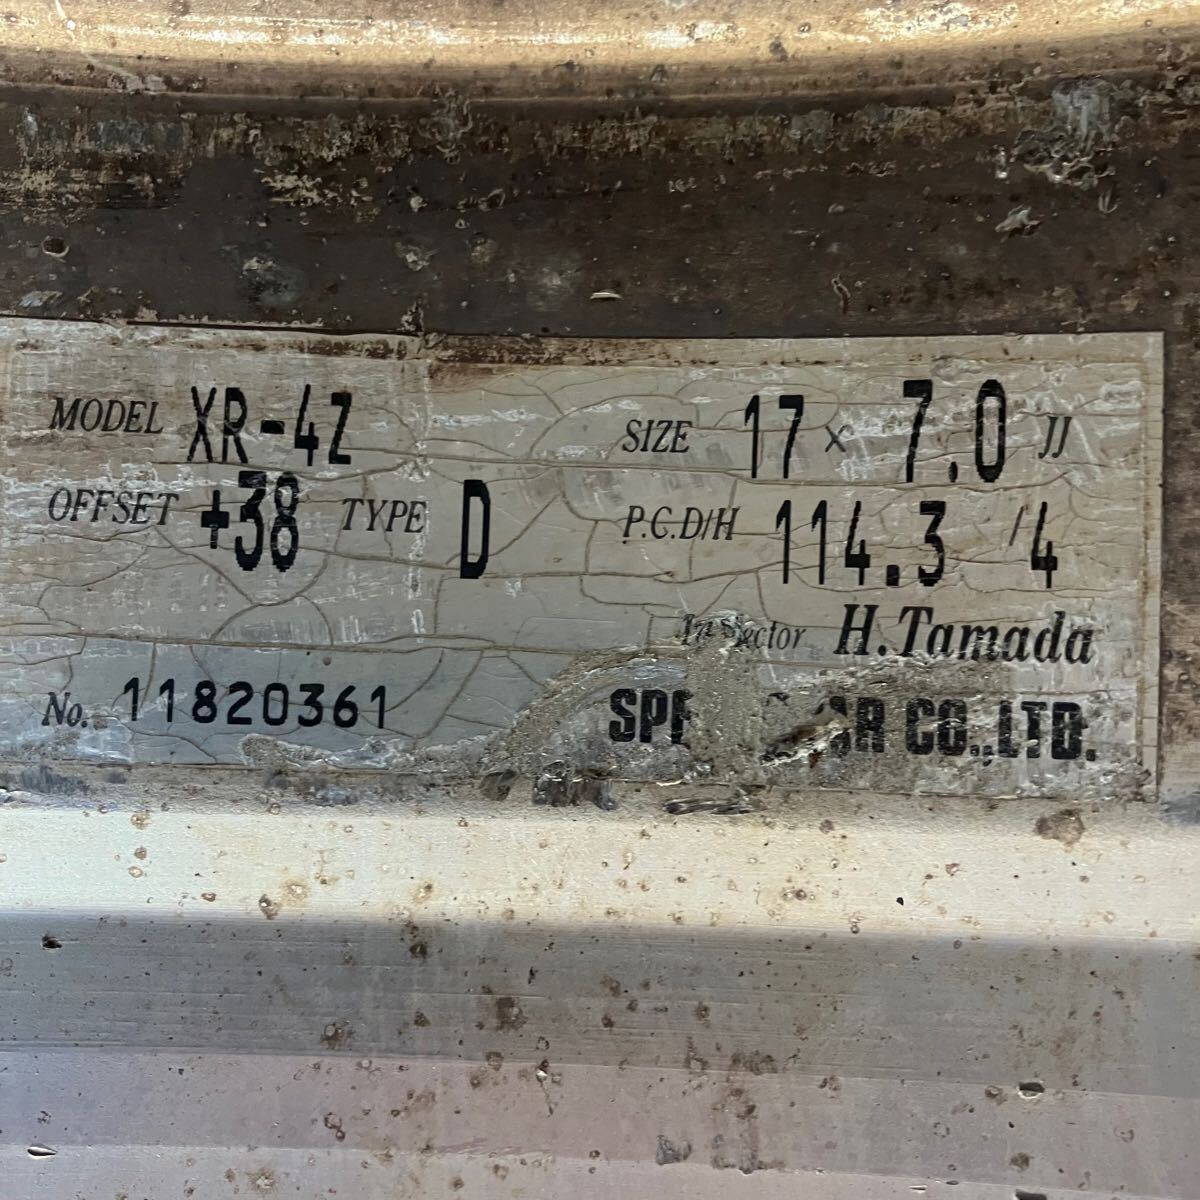 MODEL XR-4Z SIZE 17 × 7.0 JJ
OFFSET +38 TYPE D P.C.D/H 114.3 /4
H.Tamada
No. 11820361 CO.,LTD.